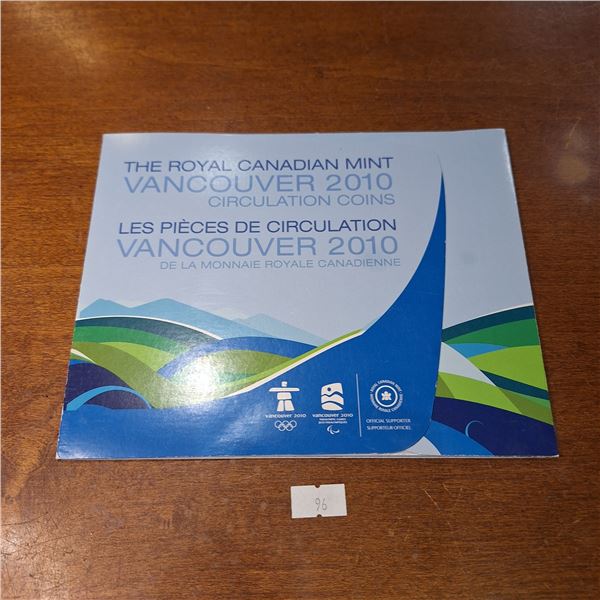 THE ROYAL CANADIAN MINT
VANCOUVER 2010
CIRCULATION COINS
LES PIÈCES DE CIRCULATION
VANCOUVER 2010
DE LA MONNAIE ROYALE CANADIENNE
vancouver 2010
vancouver 2010
OFFICIAL SUPPORTER
SUPPORTEUR OFFICIEL
96